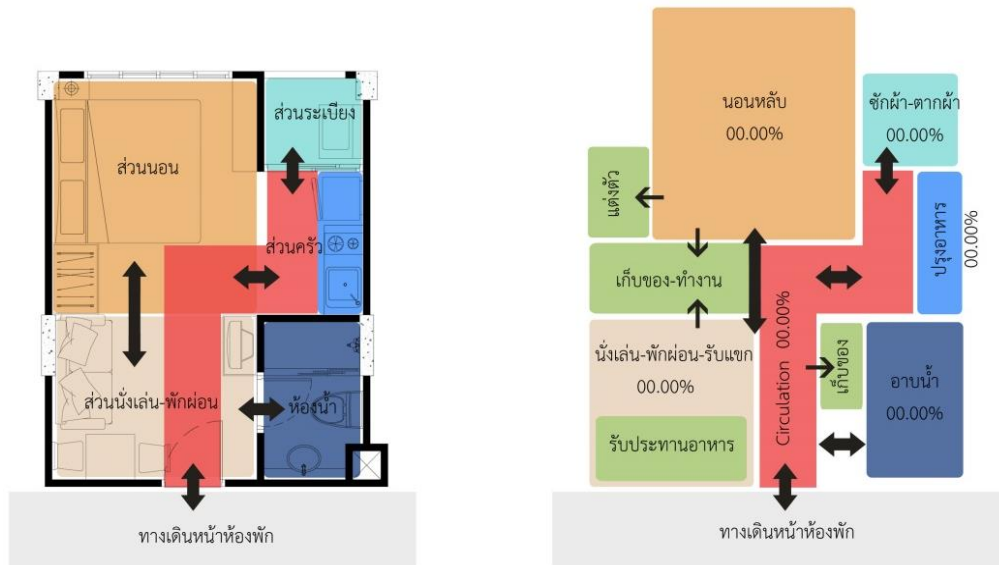 ส่วนระเบียง
ส่วนนอน
ส่วนครัว
ส่วนนั่งเล่น-พักผ่อน
ห้องน้ำ
ทางเดินหน้าห้องพัก
นอนหลับ
00.00%
ซักผ้า-ตากผ้า
00.00%
แต่งตัว
ปรุงอาหาร
00.00%
เก็บของ-ทำงาน
นั่งเล่น-พักผ่อน-รับแขก
00.00%
Circulation 00.00%
เก็บของ
อาบน้ำ
00.00%
รับประทานอาหาร
ทางเดินหน้าห้องพัก